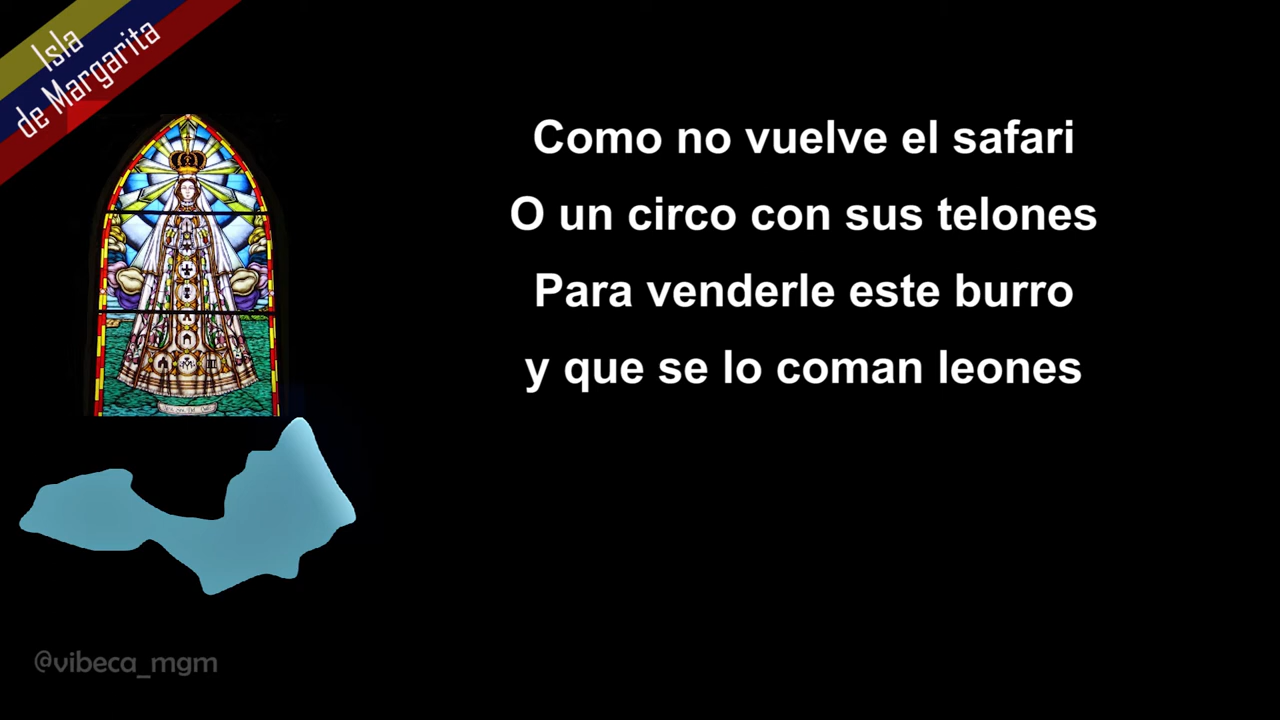 Isla
de Margarita
Como no vuelve el safari
O un circo con sus telones
Para venderle este burro
y que se lo coman leones
@vibeca_mgm